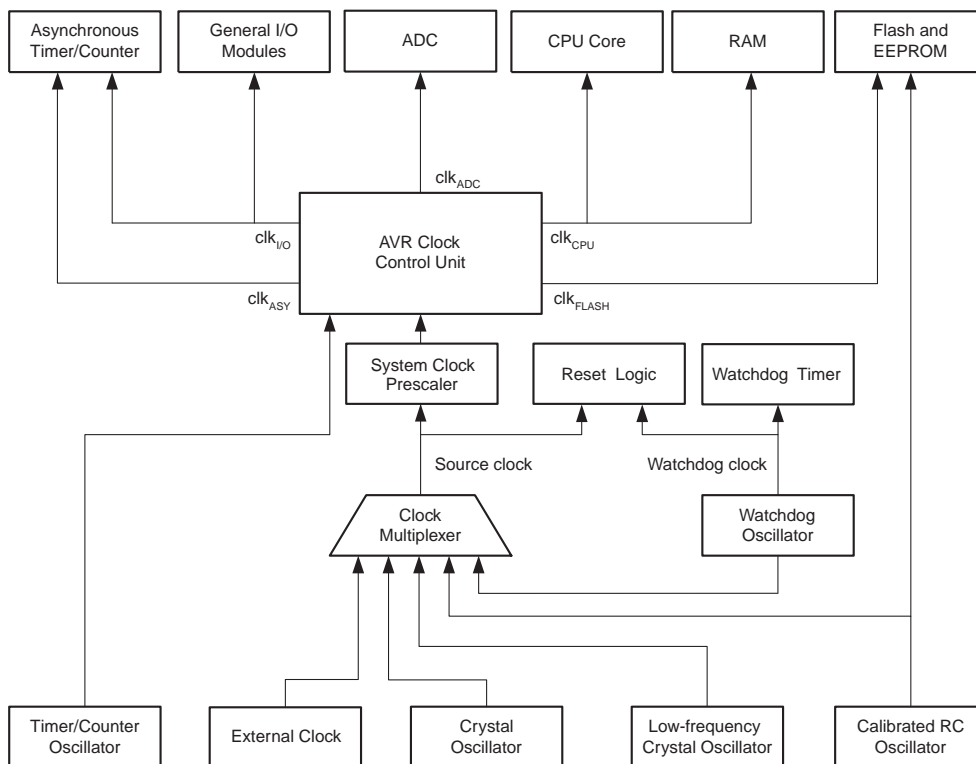 Asynchronous
Timer/Counter
General I/O
Modules
ADC
CPU Core
RAM
Flash and
EEPROM
clkADC
clkI/O
AVR Clock
Control Unit
clkCPU
clkASY
clkFLASH
System Clock
Prescaler
Reset Logic
Watchdog Timer
Source clock
Watchdog clock
Clock
Multiplexer
Watchdog
Oscillator
Timer/Counter
Oscillator
External Clock
Crystal
Oscillator
Low-frequency
Crystal Oscillator
Calibrated RC
Oscillator